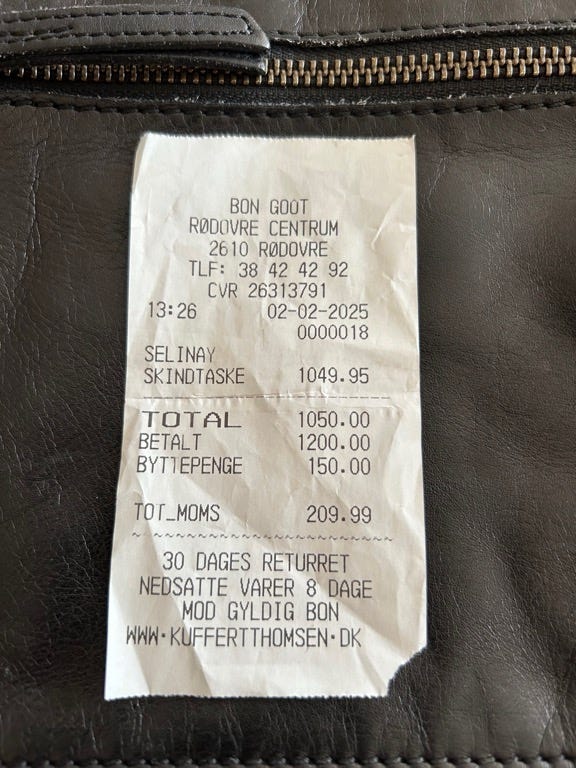 BON GOOT
RØDOVRE CENTRUM
2610 RØDOVRE
TLF: 38 42 42 92
CVR 26313791
13:26 02-02-2025
0000018
SELINAY
SKINDTASKE 1049.95
TOTAL 1050.00
BETALT 1200.00
BYTTEPENGE 150.00
TOT_MOMS 209.99
30 DAGES RETURRET
NEDSATTE VARER 8 DAGE
MOD GYLDIG BON
WWW·KUFFERTTHOMSEN·DK